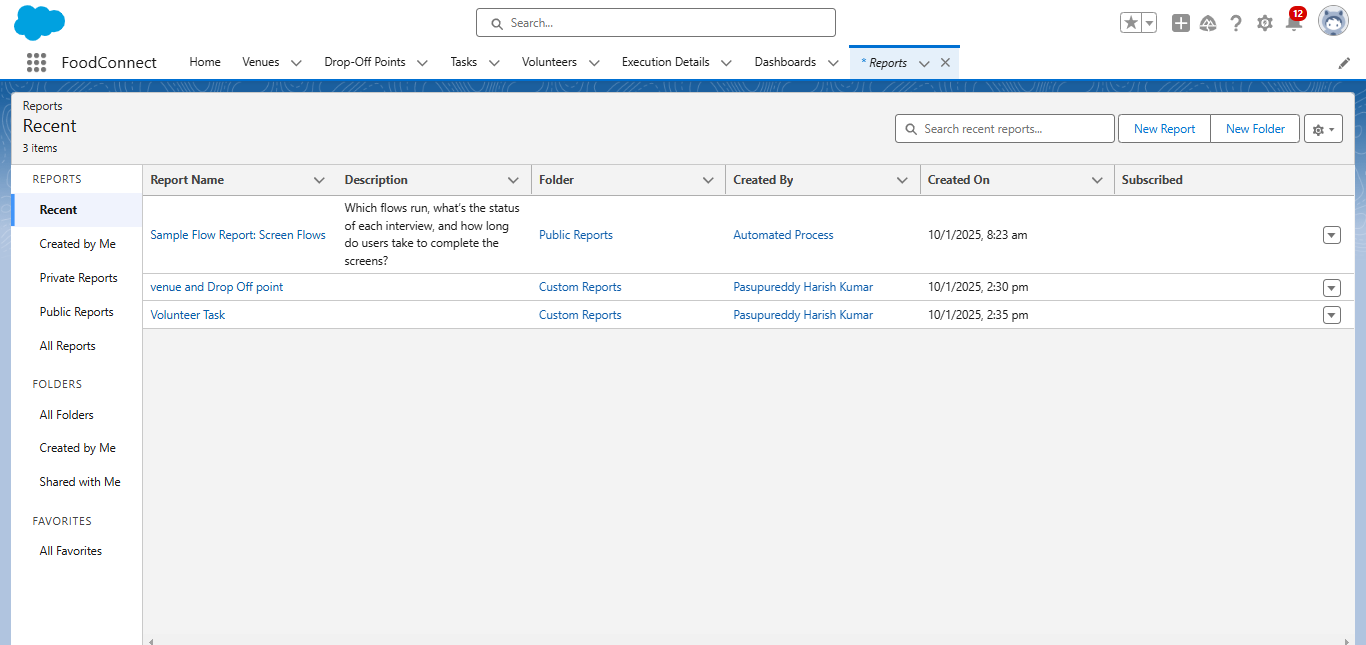 Search...
12
FoodConnect
Home
Venues
Drop-Off Points
Tasks
Volunteers
Execution Details
Dashboards
* Reports
Reports
Recent
3 items
Search recent reports...
New Report
New Folder
REPORTS
Recent
Created by Me
Private Reports
Public Reports
All Reports
FOLDERS
All Folders
Created by Me
Shared with Me
FAVORITES
All Favorites
Report Name Description Folder Created By Created On Subscribed
Sample Flow Report: Screen Flows
Which flows run, what's the status
of each interview, and how long
do users take to complete the
screens?
Public Reports
Automated Process
10/1/2025, 8:23 am
venue and Drop Off point
Custom Reports
Pasupureddy Harish Kumar
10/1/2025, 2:30 pm
Volunteer Task
Custom Reports
Pasupureddy Harish Kumar
10/1/2025, 2:35 pm